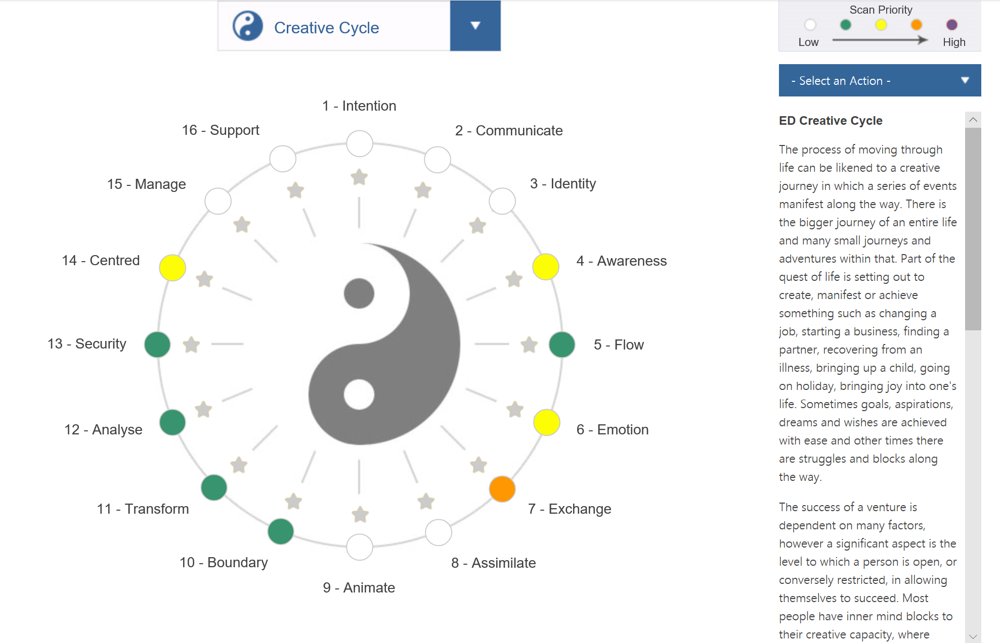 Creative Cycle
Scan Priority
Low
High
- Select an Action -
1 - Intention
2 - Communicate
3 - Identity
4 - Awareness
5 - Flow
6 - Emotion
7 - Exchange
8 - Assimilate
9 - Animate
10 - Boundary
11 - Transform
12 - Analyse
13 - Security
14 - Centred
15 - Manage
16 - Support
ED Creative Cycle
The process of moving through
life can be likened to a creative
journey in which a series of events
manifest along the way. There is
the bigger journey of an entire life
and many small journeys and
adventures within that. Part of the
quest of life is setting out to
create, manifest or achieve
something such as changing a
job, starting a business, finding a
partner, recovering from an
illness, bringing up a child, going
on holiday, bringing joy into one's
life. Sometimes goals, aspirations,
dreams and wishes are achieved
with ease and other times there
are struggles and blocks along
the way.
The success of a venture is
dependent on many factors,
however a significant aspect is the
level to which a person is open, or
conversely restricted, in allowing
themselves to succeed. Most
people have inner mind blocks to
their creative capacity, where